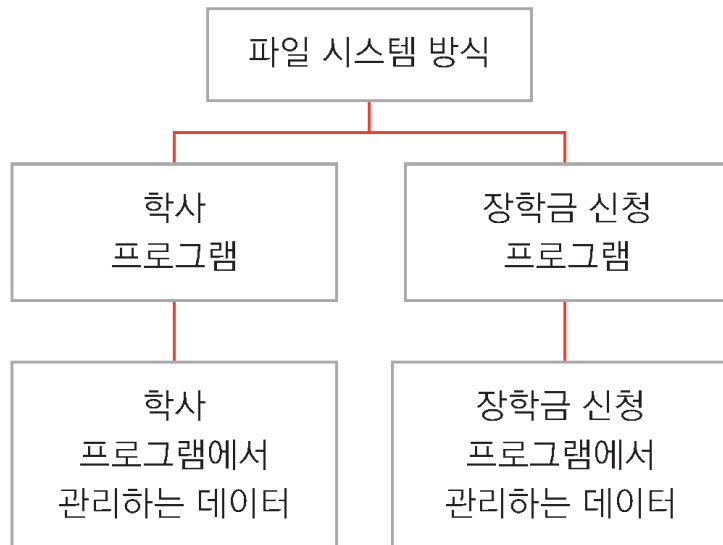 파일 시스템 방식
학사
프로그램
장학금 신청
프로그램
학사
프로그램에서
관리하는 데이터
장학금 신청
프로그램에서
관리하는 데이터